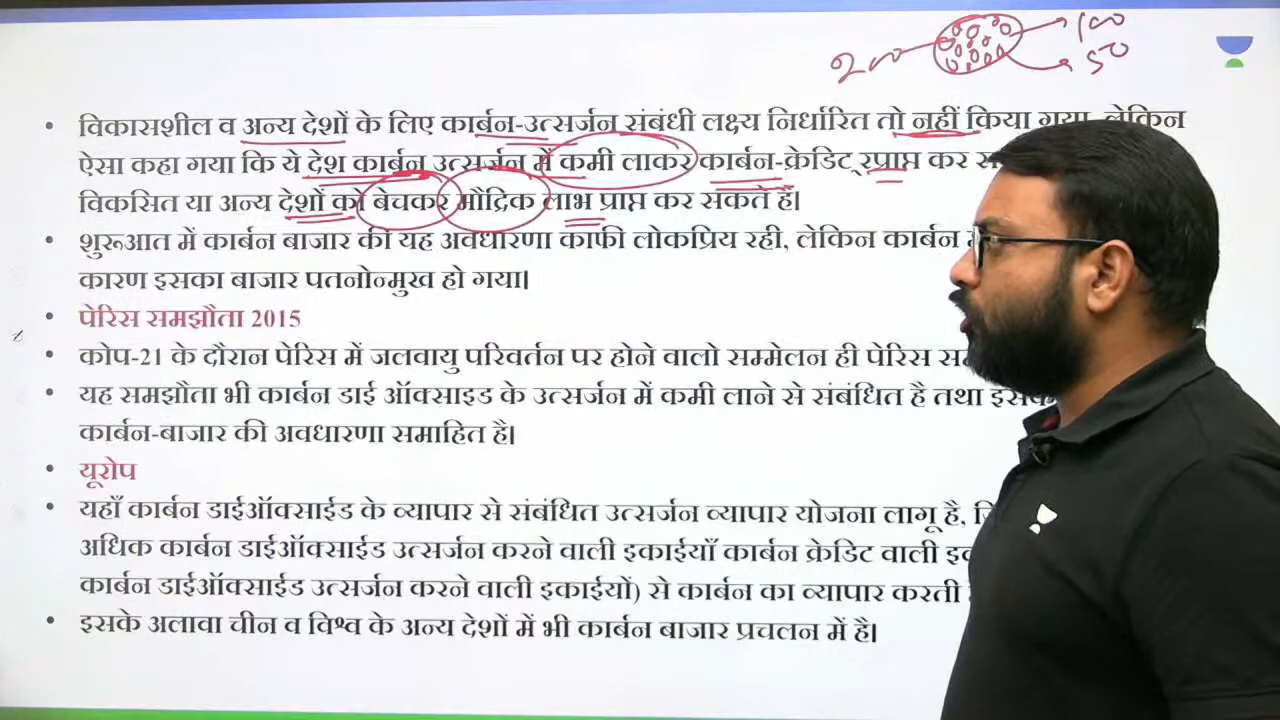 200 100
50
विकासशील व अन्य देशों के लिए कार्बन-उत्सर्जन संबंधी लक्ष्य निर्धारित तो नहीं किया गया, लेकिन
ऐसा कहा गया कि ये देश कार्बन उत्सर्जन में कमी लाकर कार्बन-क्रेडिट् रप्राप्त कर
विकसित या अन्य देशों को बेचकर मौद्रिक लाभ प्राप्त कर सकते हैं।
शुरूआत में कार्बन बाजार की यह अवधारणा काफी लोकप्रिय रही, लेकिन कार्बन
कारण इसका बाजार पतनोन्मुख हो गया।
पेरिस समझौता 2015
कोप-21 के दौरान पेरिस में जलवायु परिवर्तन पर होने वालो सम्मेलन ही पेरिस
यह समझौता भी कार्बन डाई ऑक्साइड के उत्सर्जन में कमी लाने से संबंधित है तथा
कार्बन-बाजार की अवधारणा समाहित है।
यूरोप
यहाँ कार्बन डाईऑक्साईड के व्यापार से संबंधित उत्सर्जन व्यापार योजना लागू है,
अधिक कार्बन डाईऑक्साईड उत्सर्जन करने वाली इकाईयाँ कार्बन क्रेडिट वाली
कार्बन डाईऑक्साईड उत्सर्जन करने वाली इकाईयों) से कार्बन का व्यापार करती
इसके अलावा चीन व विश्व के अन्य देशों में भी कार्बन बाजार प्रचलन में है।